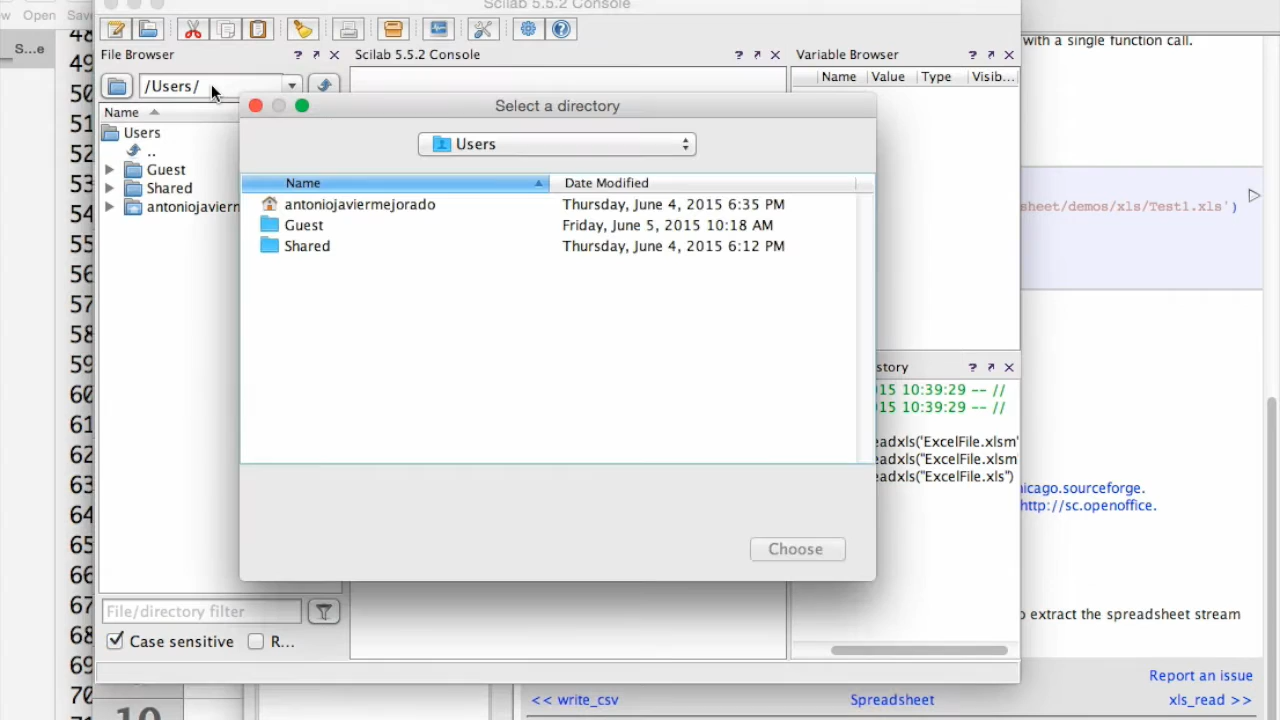 w Open Sav
S...e
Scilab 5.5.2 Console
File Browser
? ↗ ✕
/Users/
Name
Users
..
Guest
Shared
antoniojavierm
File/directory filter
Case sensitive
R...
Scilab 5.5.2 Console
? ↗ ✕
Variable Browser
? ↗ ✕
Name Value Type Visib...
Select a directory
Users
Name Date Modified
antoniojaviermejorado Thursday, June 4, 2015 6:35 PM
Guest Friday, June 5, 2015 10:18 AM
Shared Thursday, June 4, 2015 6:12 PM
Choose
story
? ↗ ✕
15 10:39:29 -- //
15 10:39:29 -- //
eadxls('ExcelFile.xlsm'
eadxls("ExcelFile.xlsm
eadxls("ExcelFile.xls")
48
49
50
51
52
53
54
55
56
57
58
59
60
61
62
63
64
65
66
67
68
69
70
10
with a single function call.
sheet/demos/xls/Test1.xls')
icago.sourceforge.
http://sc.openoffice.
o extract the spreadsheet stream
Report an issue
<< write_csv Spreadsheet xls_read >>